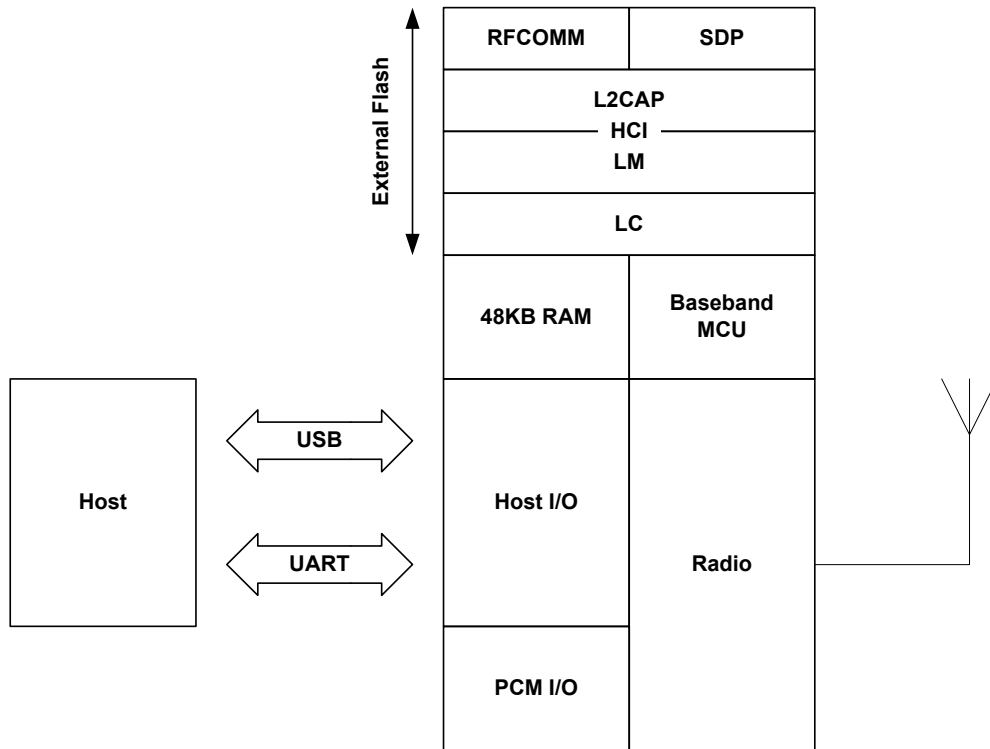 RFCOMM
SDP
External Flash
L2CAP
HCI
LM
LC
48KB RAM
Baseband
MCU
USB
Host
Host I/O
UART
Radio
PCM I/O